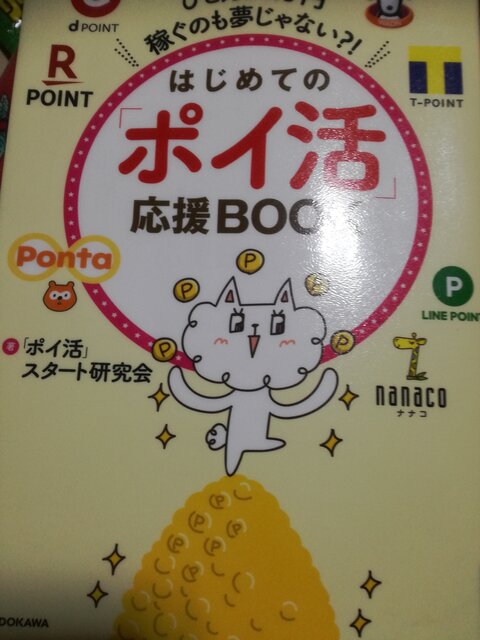 d POINT
稼ぐのも夢じゃない?!
R
POINT
T
T-POINT
はじめての
「ポイ活」
応援BOOK
Ponta
P
LINE POINT
著 「ポイ活」
スタート研究会
nanaco
ナナコ
P
P
P
P
P
P
P
P
P
P
P
DOKAWA